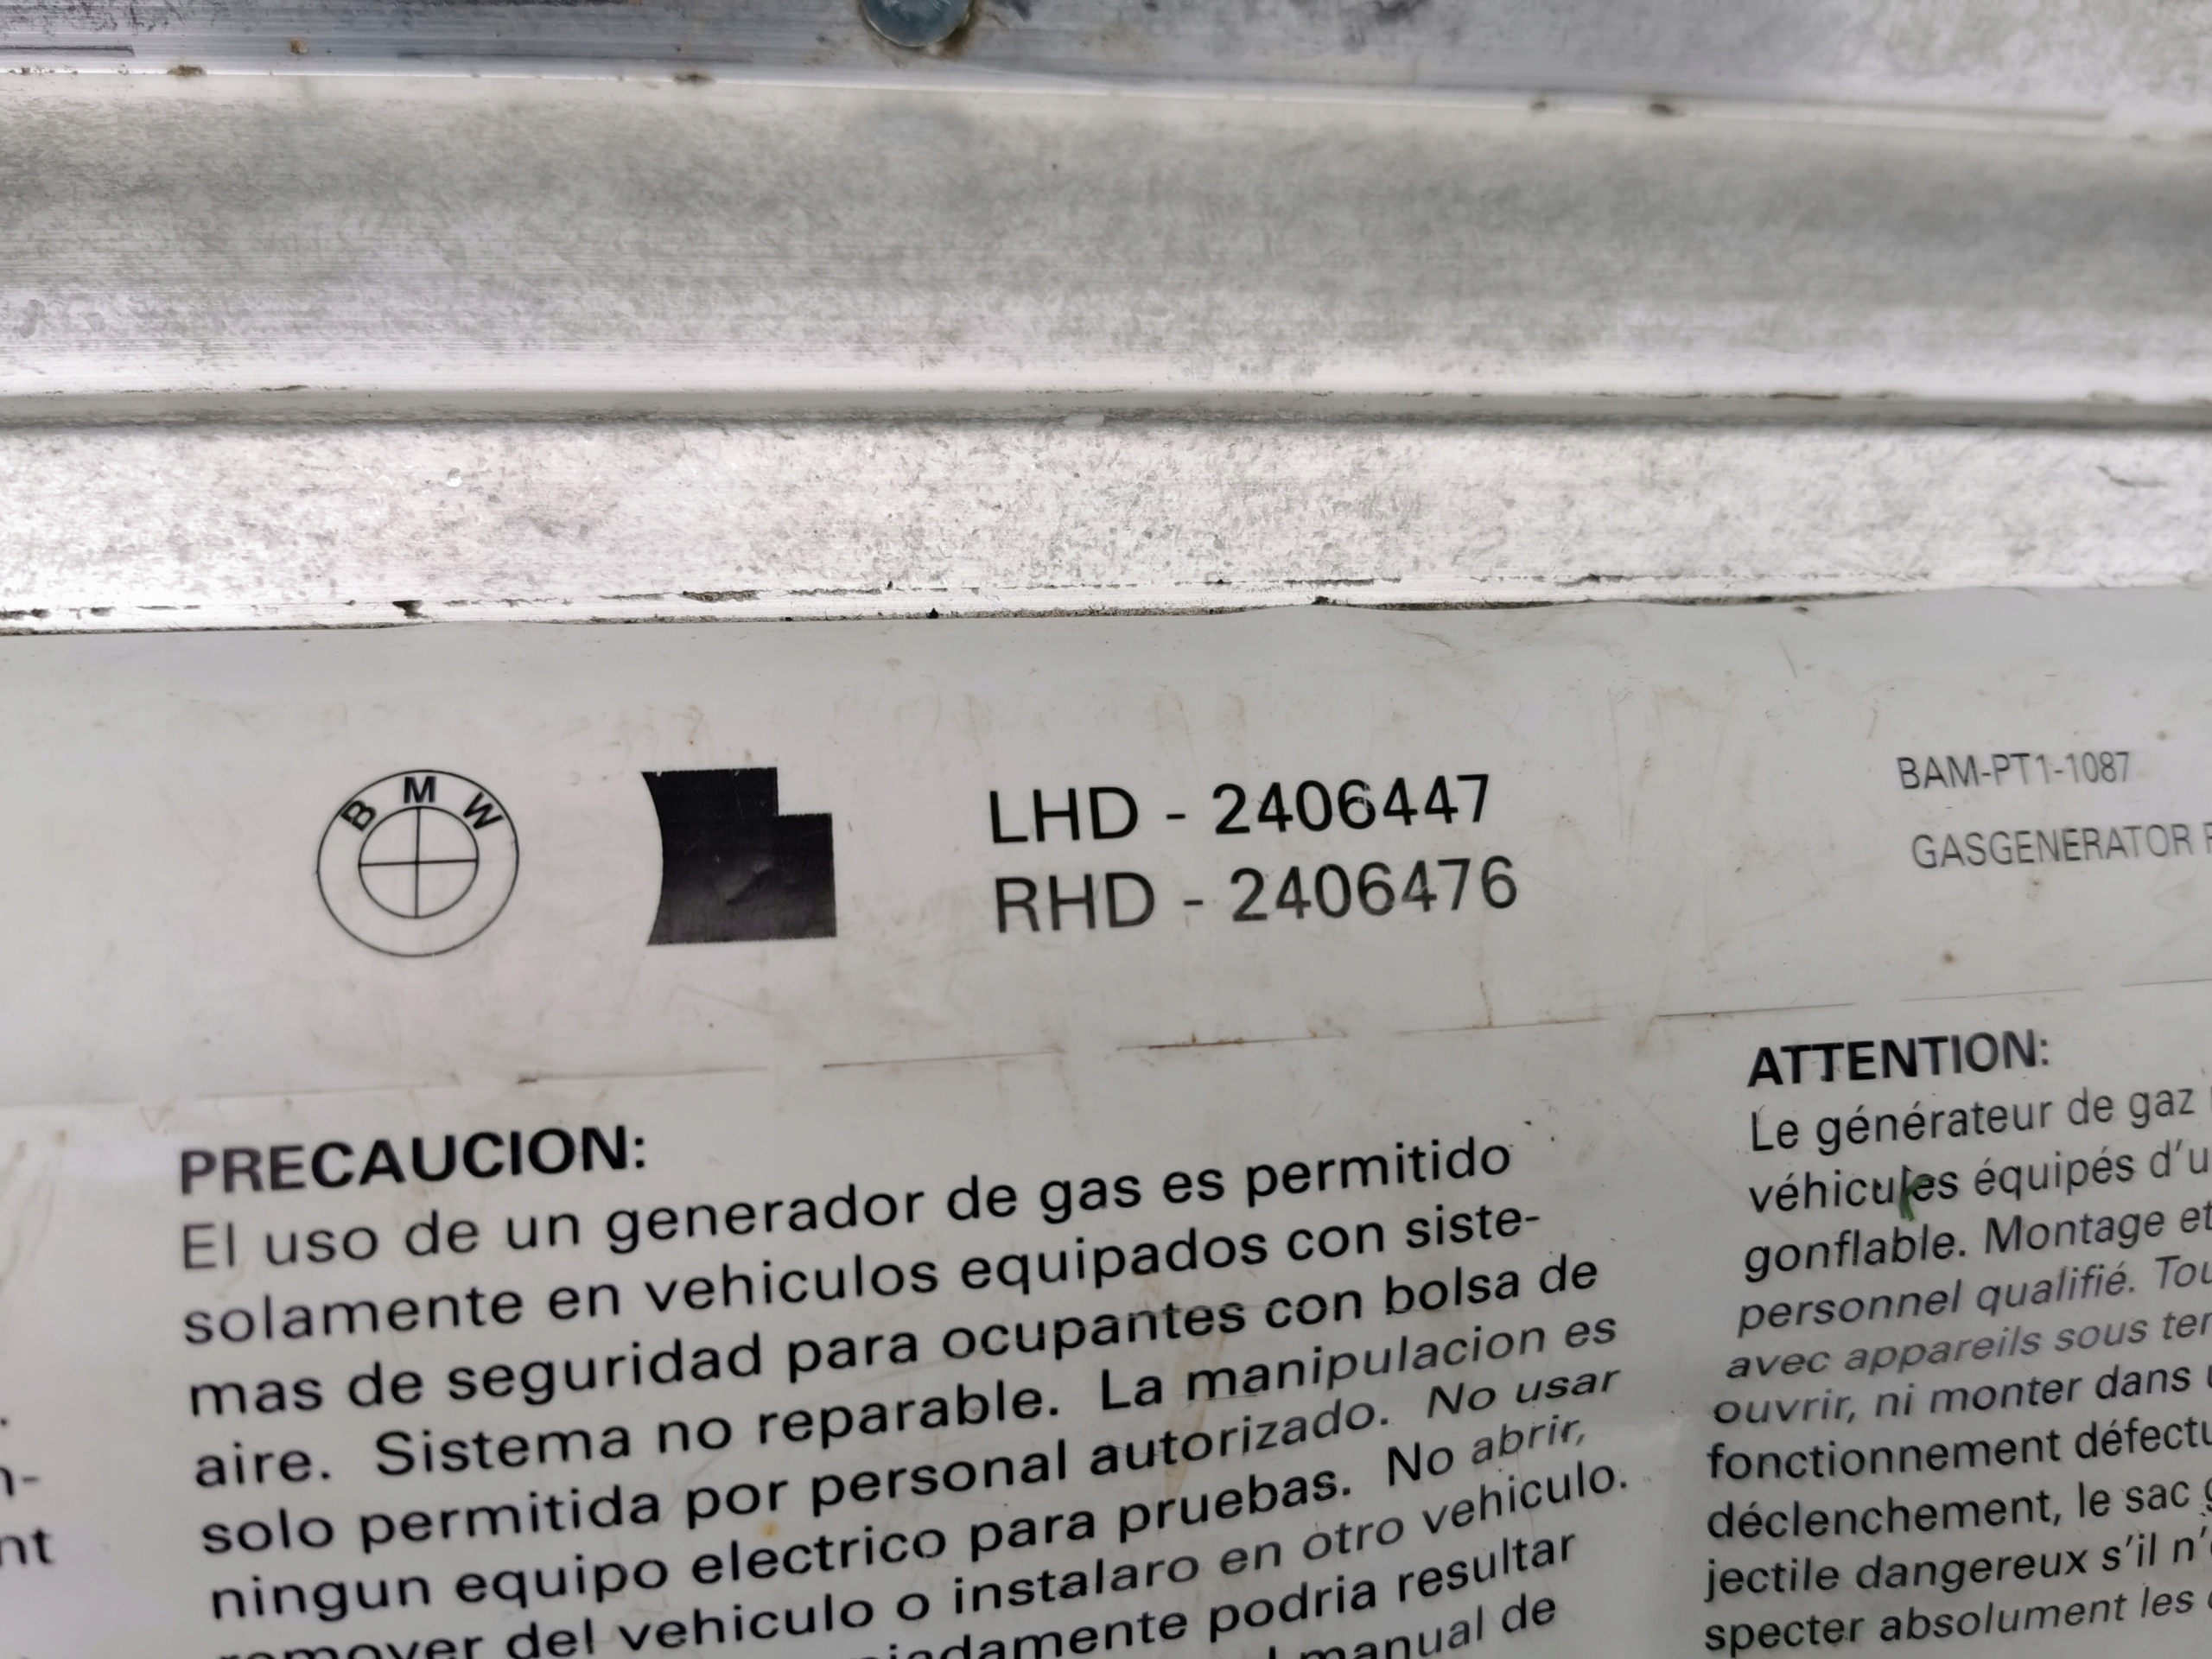 BMW
LHD - 2406447
RHD - 2406476
BAM-PT1-1087
GASGENERATOR
PRECAUCION:
El uso de un generador de gas es permitido
solamente en vehiculos equipados con siste-
mas de seguridad para ocupantes con bolsa de
aire. Sistema no reparable. La manipulacion es
solo permitida por personal autorizado. No usar
ningun equipo electrico para pruebas. No abrir,
remover del vehiculo o instalaro en otro vehiculo.
podria resultar
manual de
ATTENTION:
Le générateur de gaz
véhicules équipés d'u
gonflable. Montage et
personnel qualifié. Tou
avec appareils sous ten
ouvrir, ni monter dans u
fonctionnement défectu
déclenchement, le sac g
jectile dangereux s'il n'
specter absolument les
n-
nt